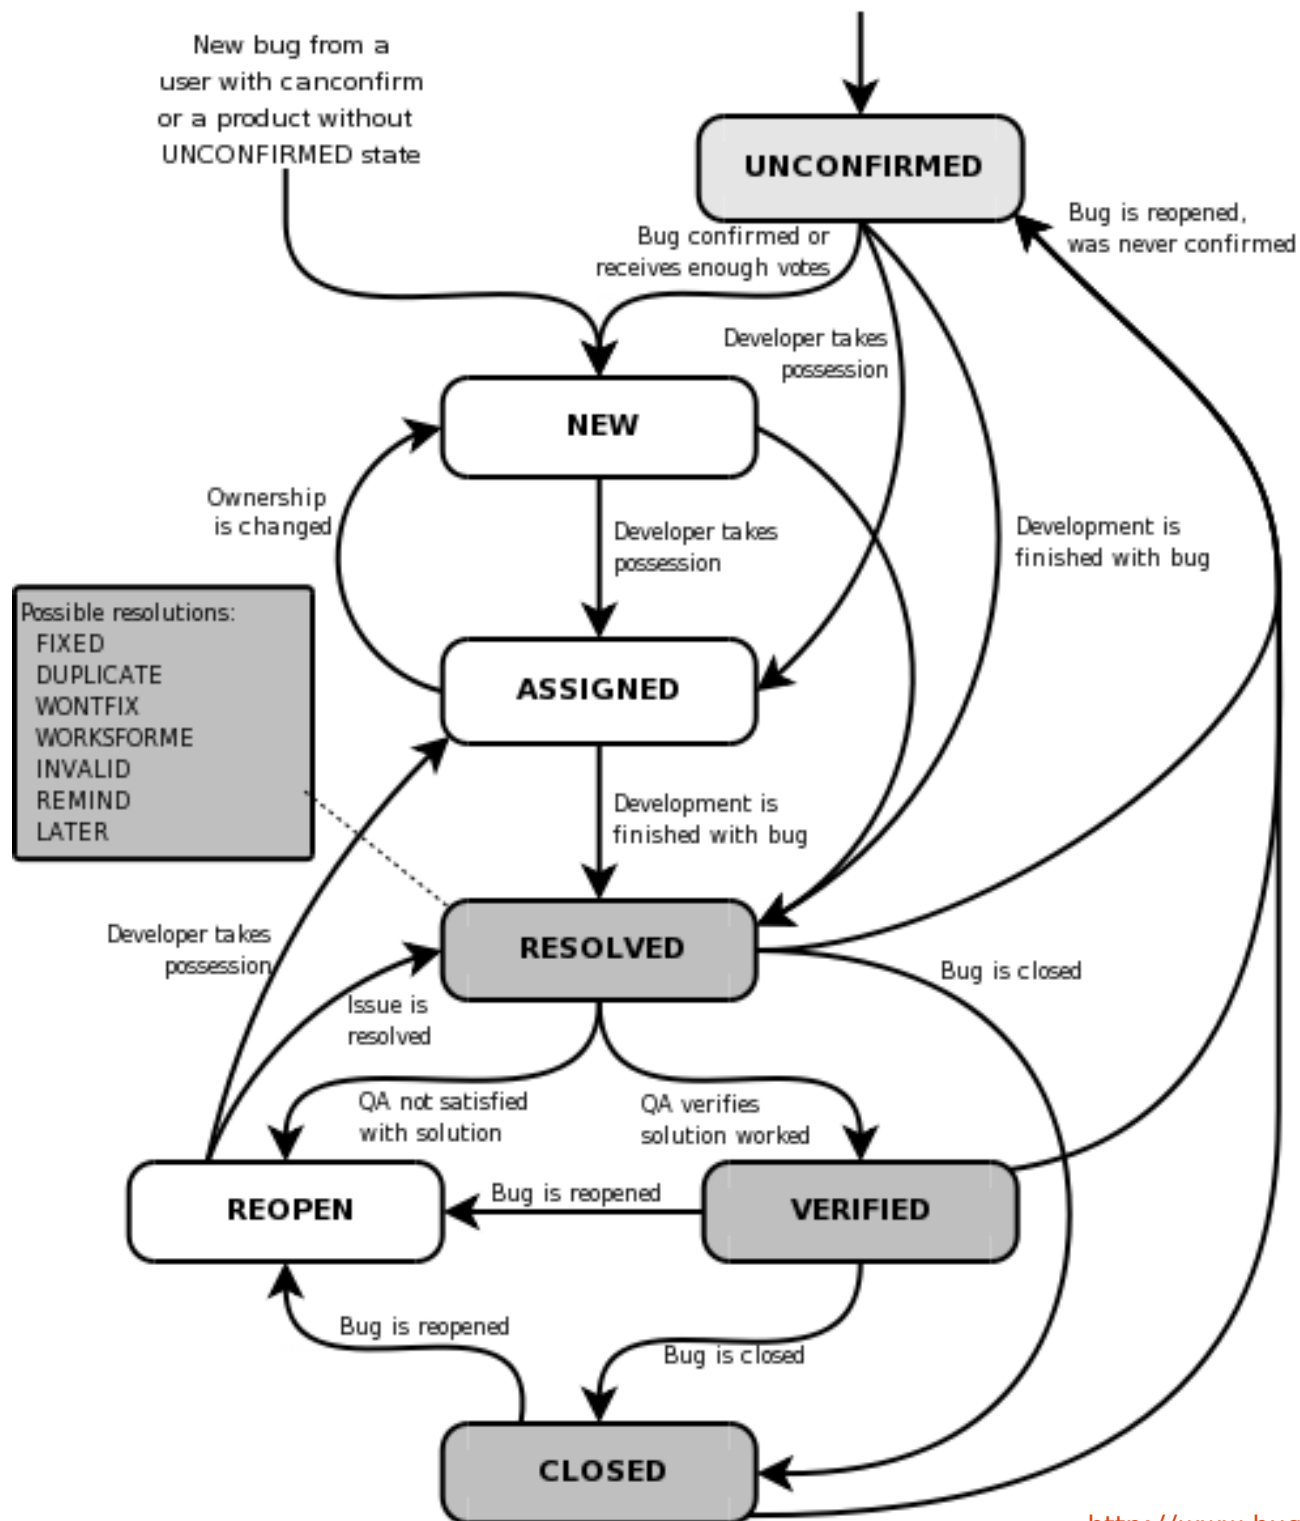 New bug from a
user with canconfirm
or a product without
UNCONFIRMED state
UNCONFIRMED
Bug is reopened,
was never confirmed
Bug confirmed or
receives enough votes
Developer takes
possession
NEW
Ownership
is changed
Developer takes
possession
Development is
finished with bug
Possible resolutions:
FIXED
DUPLICATE
WONTFIX
WORKSFORME
INVALID
REMIND
LATER
ASSIGNED
Development is
finished with bug
Developer takes
possession
RESOLVED
Bug is closed
Issue is
resolved
QA not satisfied
with solution
QA verifies
solution worked
REOPEN
Bug is reopened
VERIFIED
Bug is reopened
Bug is closed
CLOSED